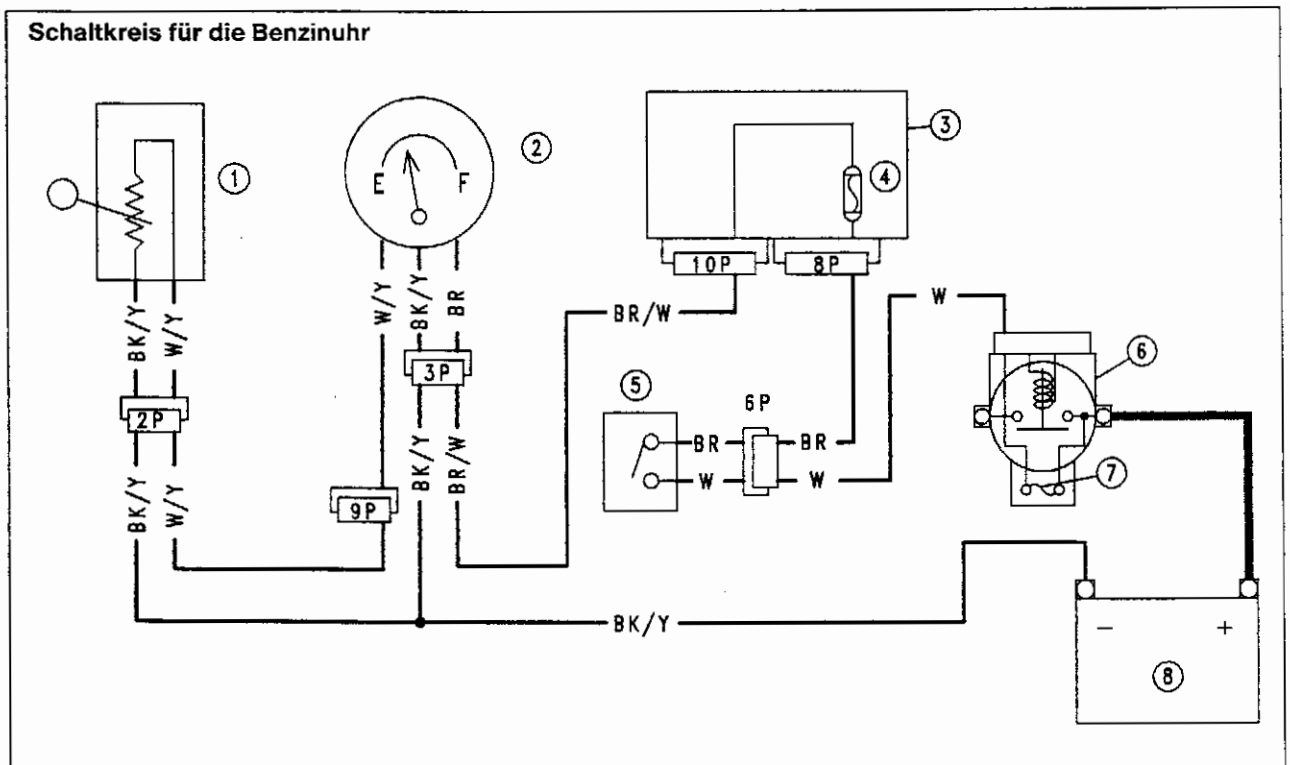 Schaltkreis für die Benzinuhr
1
2
3
4
E F
10P 8P
BK/Y W/Y
W/Y BK/Y BR
BR/W
W
6
3P
5
6P
2P
BR BR
W W
7
BK/Y W/Y
9P
BK/Y BR/W
BK/Y
- +
8